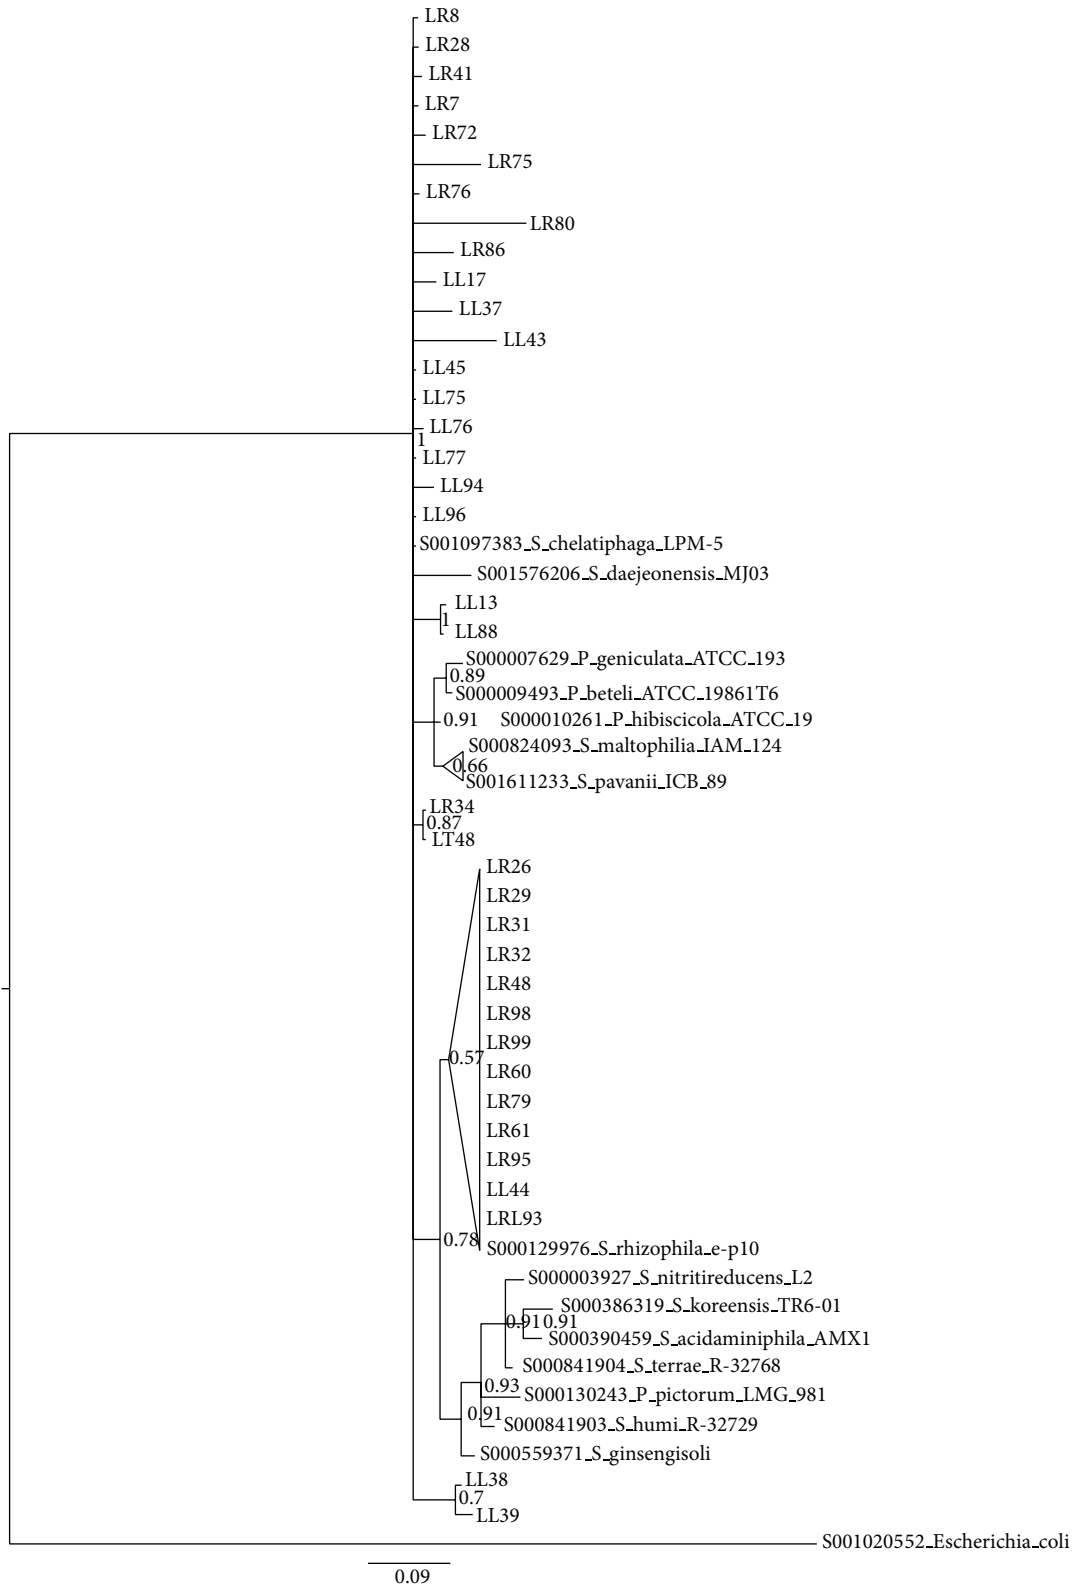 LR8
LR28
LR41
LR7
LR72
LR75
LR76
LR80
LR86
LL17
LL37
LL43
LL45
LL75
LL76
1
LL77
LL94
LL96
S001097383_S_chelatiphaga_LPM-5
S001576206_S_daejeonensis_MJ03
LL13
1
LL88
S000007629_P_geniculata_ATCC_193
0.89
S000009493_P_beteli_ATCC_19861T6
0.91 S000010261_P_hibiscicola_ATCC_19
S000824093_S_maltophilia_IAM_124
0.66
S001611233_S_pavanii_ICB_89
LR34
0.87
LT48
LR26
LR29
LR31
LR32
LR48
LR98
LR99
0.57
LR60
LR79
LR61
LR95
LL44
LRL93
0.78
S000129976_S_rhizophila_e-p10
S000003927_S_nitritireducens_L2
S000386319_S_koreensis_TR6-01
0.91 0.91
S000390459_S_acidaminiphila_AMX1
S000841904_S_terrae_R-32768
0.93
S000130243_P_pictorum_LMG_981
0.91
S000841903_S_humi_R-32729
S000559371_S_ginsengisoli
LL38
0.7
LL39
S001020552_Escherichia_coli
0.09